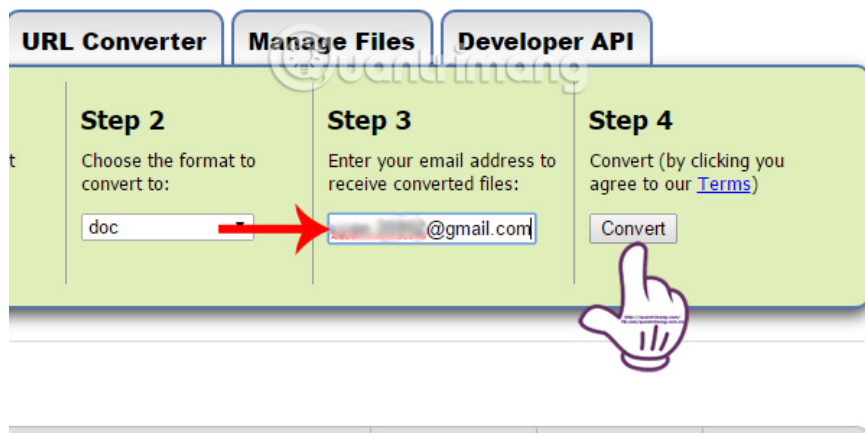 URL Converter
Manage Files
Developer API
Quantrimang
Step 2
Choose the format to
convert to:
doc
Step 3
Enter your email address to
receive converted files:
@gmail.com
Step 4
Convert (by clicking you
agree to our Terms)
Convert